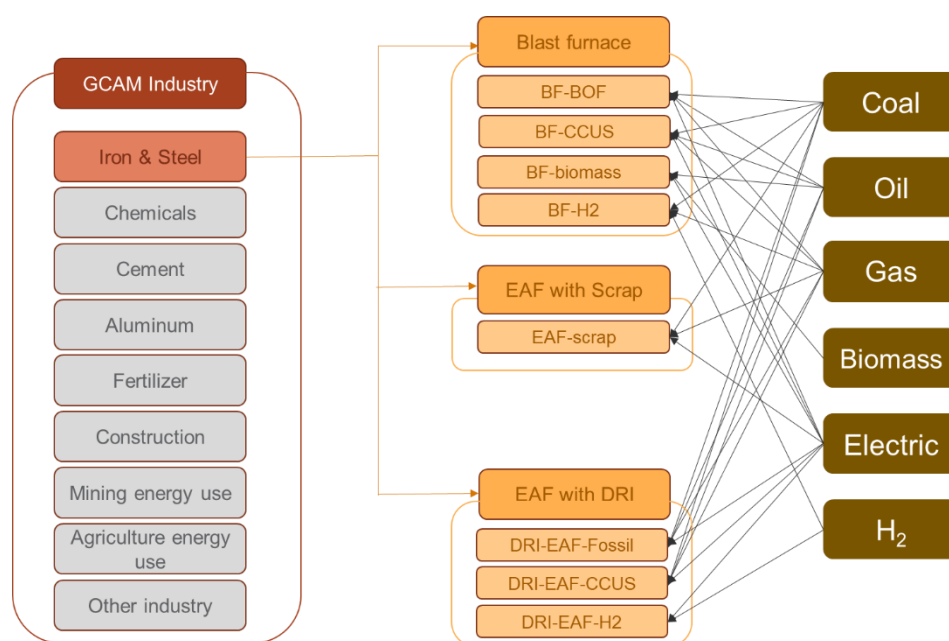 GCAM Industry
Iron & Steel
Chemicals
Cement
Aluminum
Fertilizer
Construction
Mining energy use
Agriculture energy
use
Other industry
Blast furnace
BF-BOF
BF-CCUS
BF-biomass
BF-H2
EAF with Scrap
EAF-scrap
EAF with DRI
DRI-EAF-Fossil
DRI-EAF-CCUS
DRI-EAF-H2
Coal
Oil
Gas
Biomass
Electric
H₂